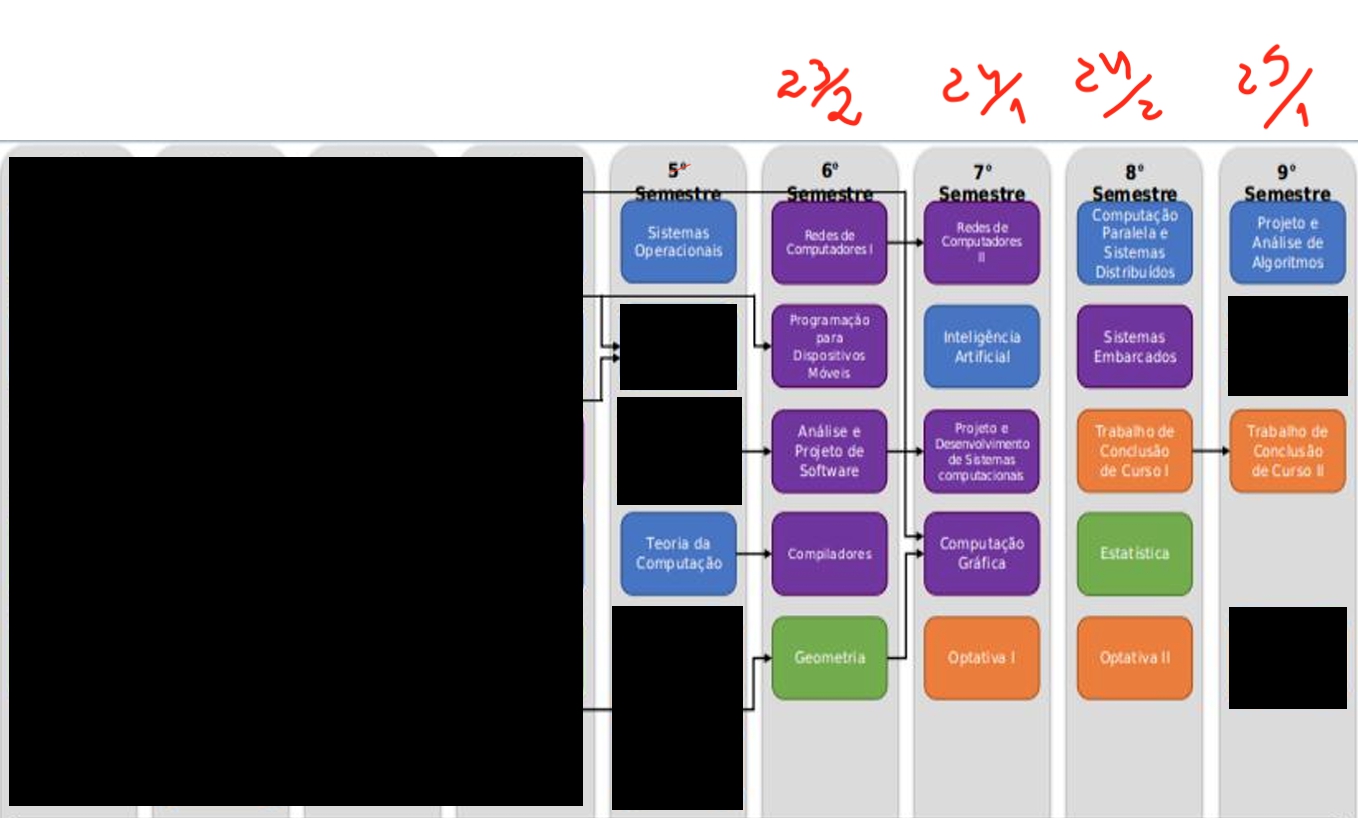 23/2
24/1
24/2
25/1
5º
Semestre
Sistemas
Operacionais
Teoria da
Computação
6º
Semestre
Redes de
Computadores I
Programação
para
Dispositivos
Móveis
Análise e
Projeto de
Software
Compiladores
Geometria
7º
Semestre
Redes de
Computadores
II
Inteligência
Artificial
Projeto e
Desenvolvimento
de Sistemas
computacionais
Computação
Gráfica
Optativa I
8º
Semestre
Computação
Paralela e
Sistemas
Distribuídos
Sistemas
Embarcados
Trabalho de
Conclusão
de Curso I
Estatística
Optativa II
9º
Semestre
Projeto e
Análise de
Algoritmos
Trabalho de
Conclusão
de Curso II